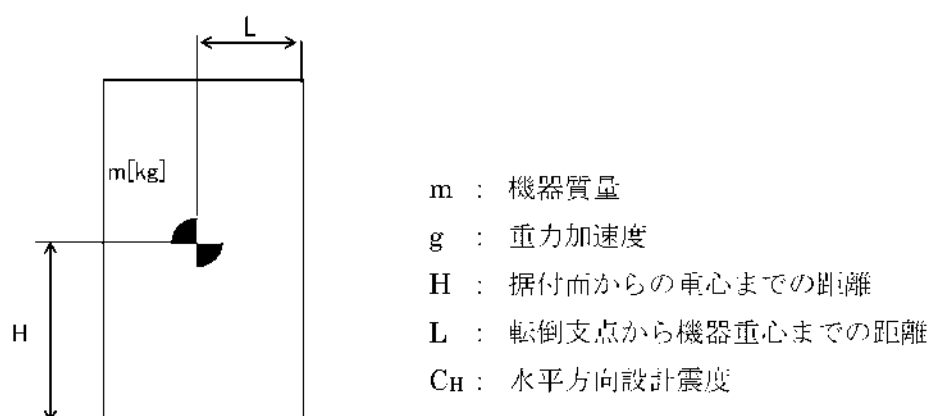 L
m[kg]
H
m : 機器質量
g : 重力加速度
H : 据付面からの重心までの距離
L : 転倒支点から機器重心までの距離
CH : 水平方向設計震度